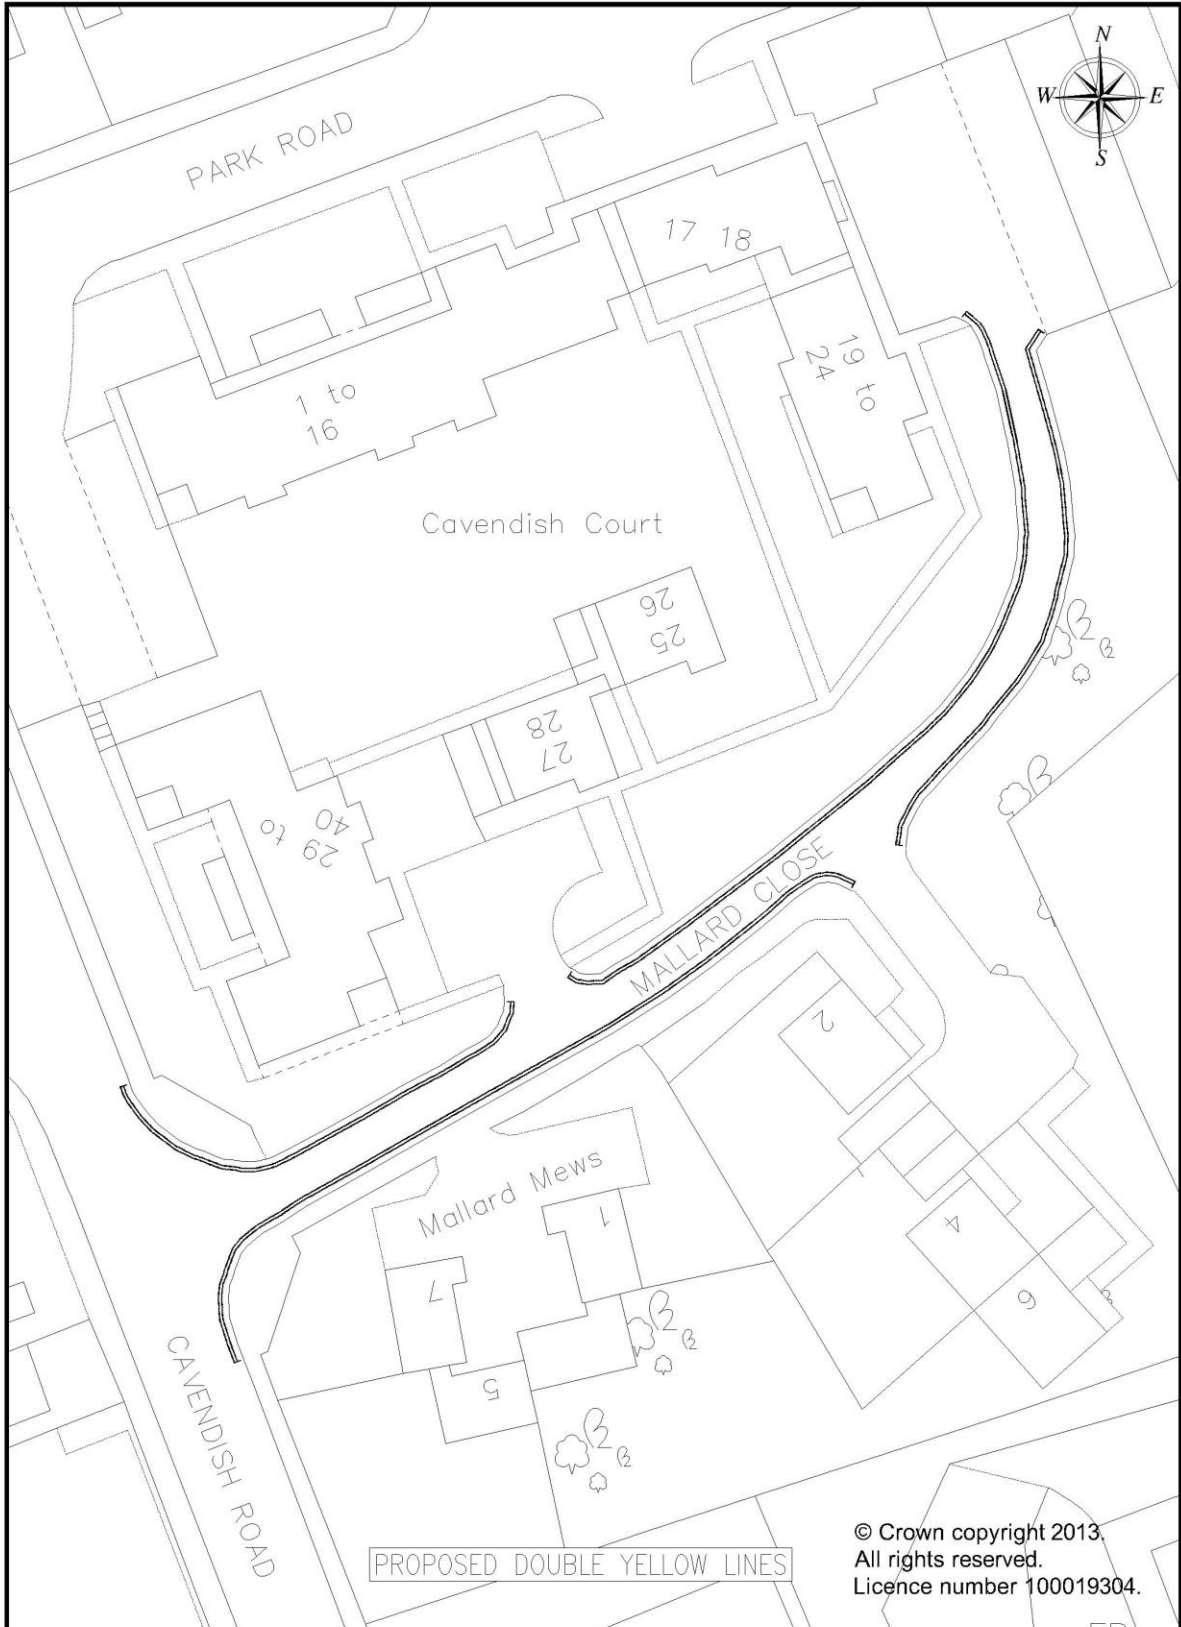 N
W E
S
PARK ROAD
17 18
19 to
24
1 to
16
Cavendish Court
26
25
28
27
29 to
40
MALLARD CLOSE
2
Mallard Mews
1
4
7
6
5
CAVENDISH ROAD
PROPOSED DOUBLE YELLOW LINES
© Crown copyright 2013.
All rights reserved.
Licence number 100019304.